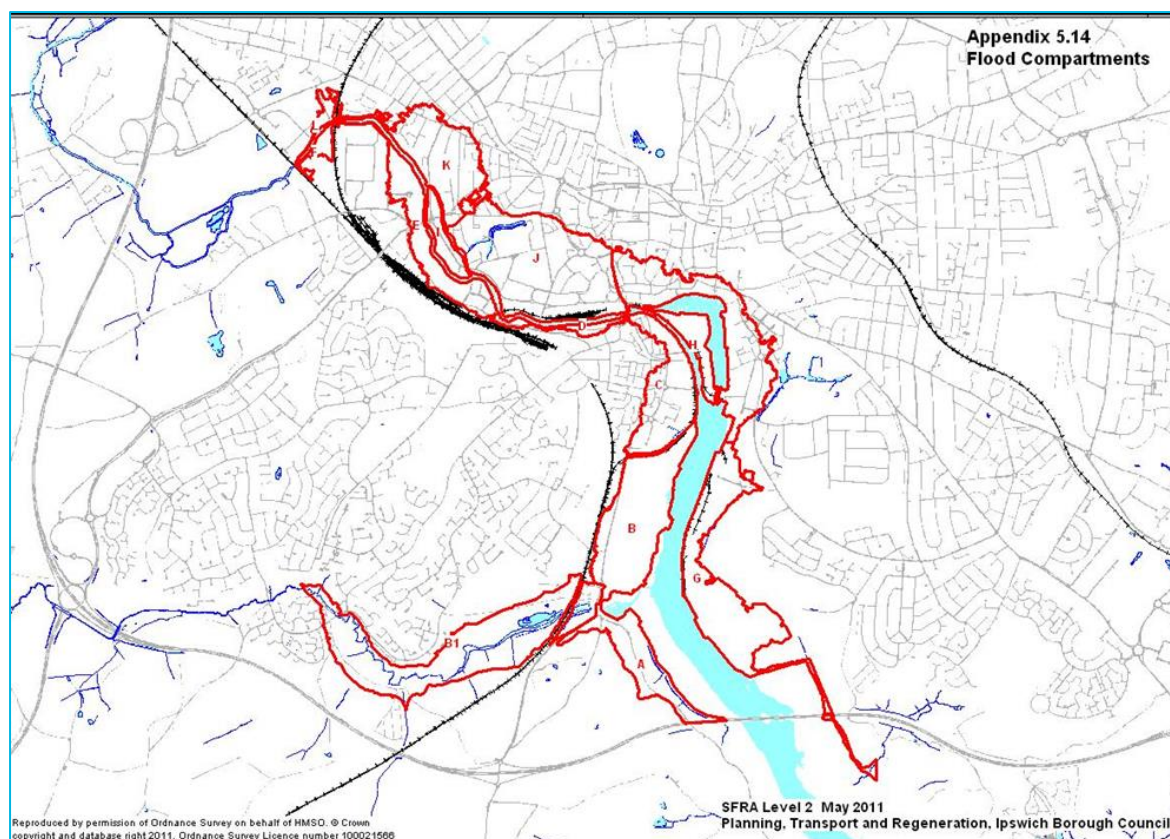 Appendix 5.14
Flood Compartments
K
E
I
J
D
H
C
B
G
B1
A
SFRA Level 2 May 2011
Planning, Transport and Regeneration, Ipswich Borough Council
Reproduced by permission of Ordnance Survey on behalf of HMSO. © Crown
copyright and database right 2011. Ordnance Survey Licence number 100021566